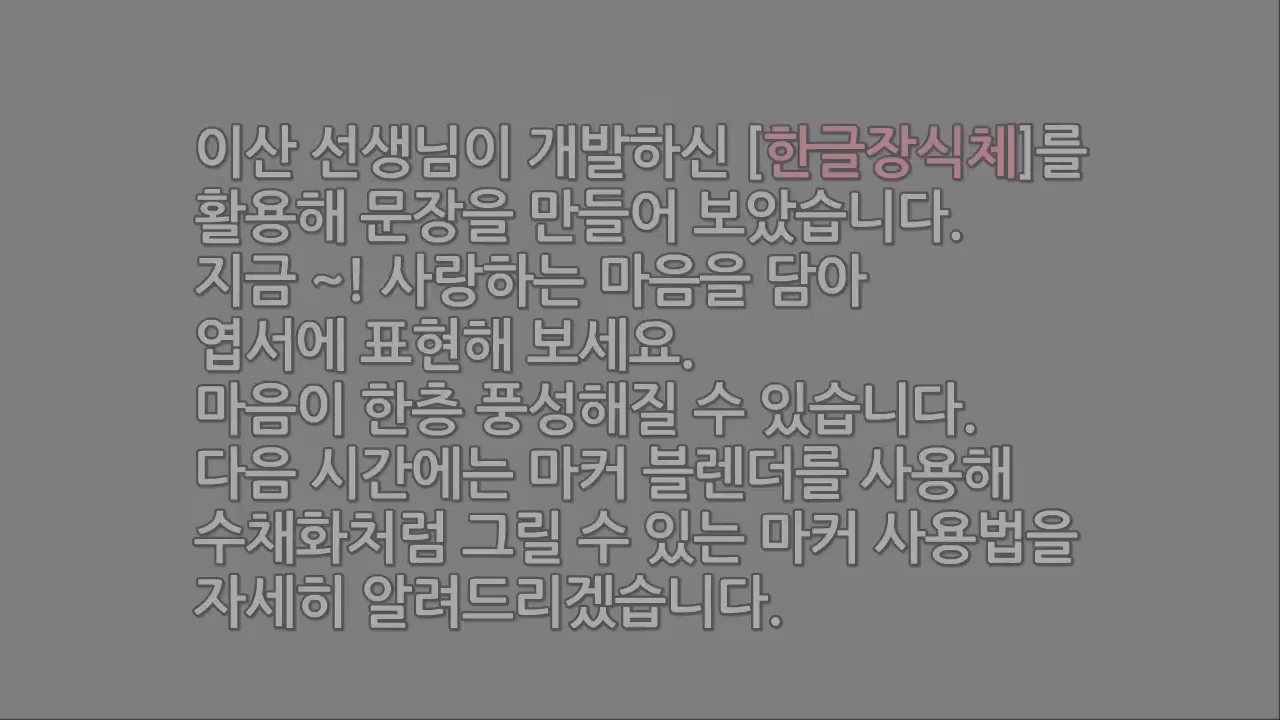 이산 선생님이 개발하신 [한글장식체]를
활용해 문장을 만들어 보았습니다.
지금 ~! 사랑하는 마음을 담아
엽서에 표현해 보세요.
마음이 한층 풍성해질 수 있습니다.
다음 시간에는 마커 블렌더를 사용해
수채화처럼 그릴 수 있는 마커 사용법을
자세히 알려드리겠습니다.